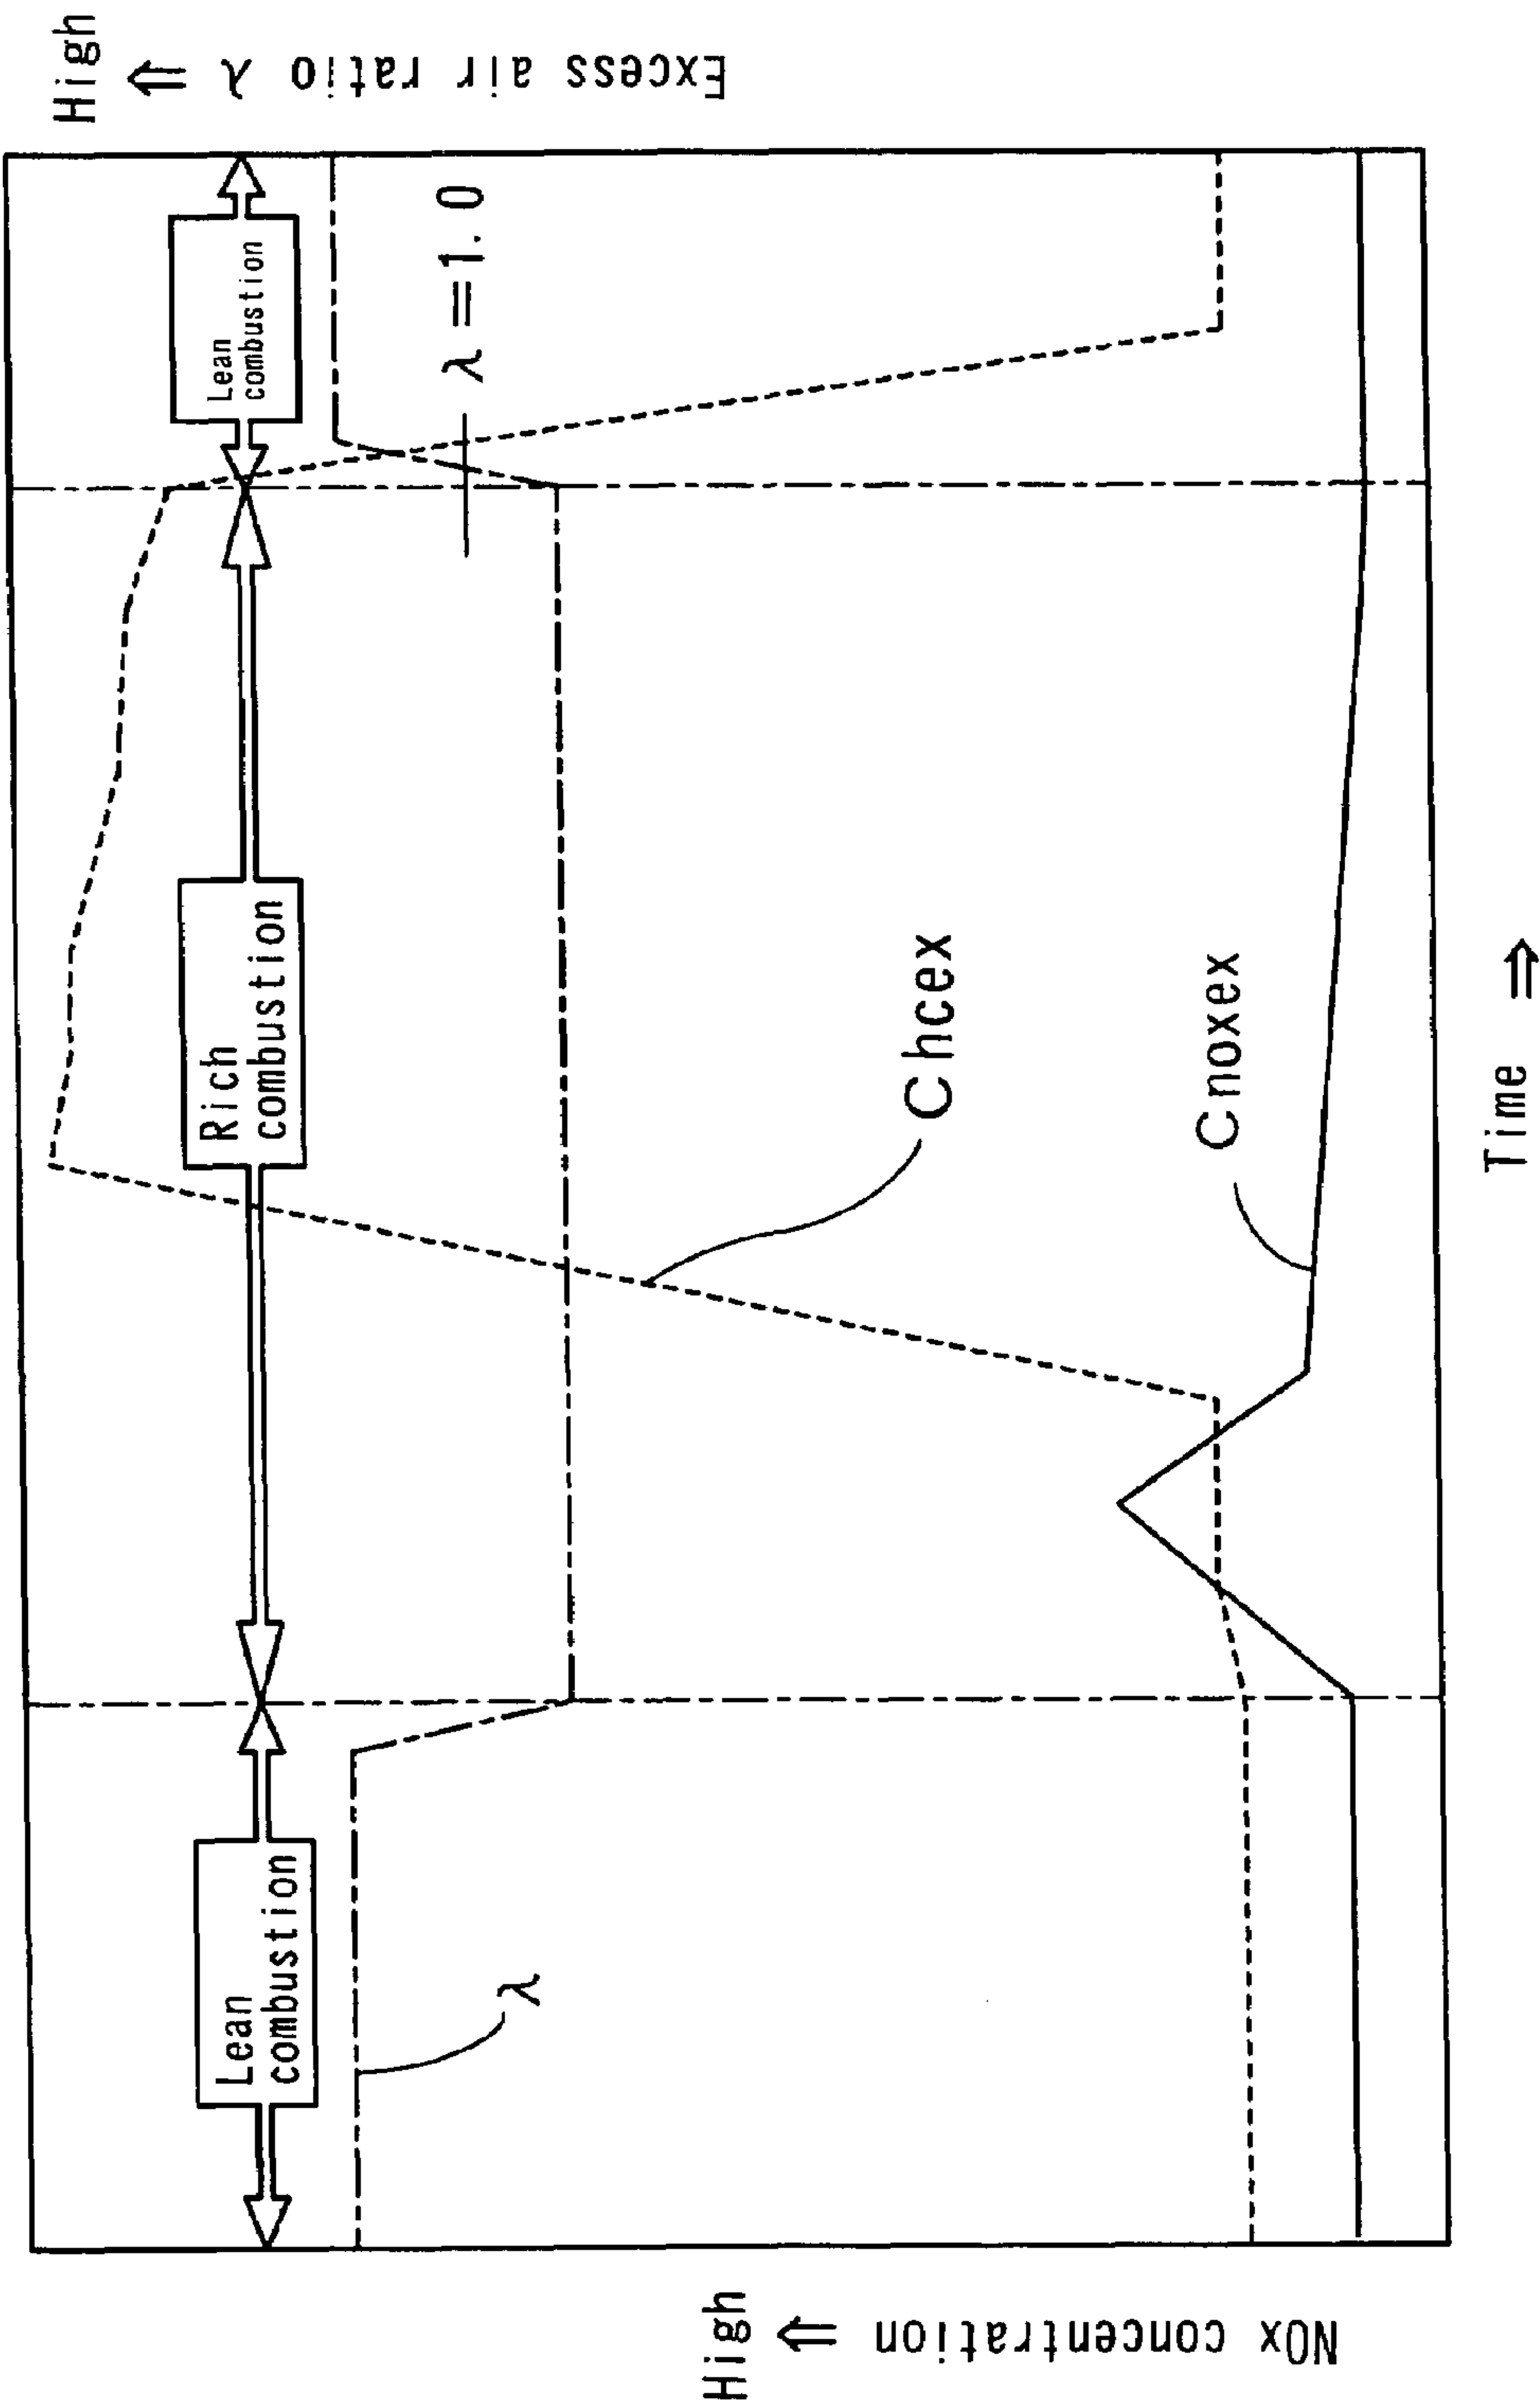 High
⇑
NOx concentration
Lean
combustion
Rich
combustion
Lean
combustion
λ
λ=1.0
Chcex
Cnoxex
High
⇑
Excess air ratio λ
Time ⇒